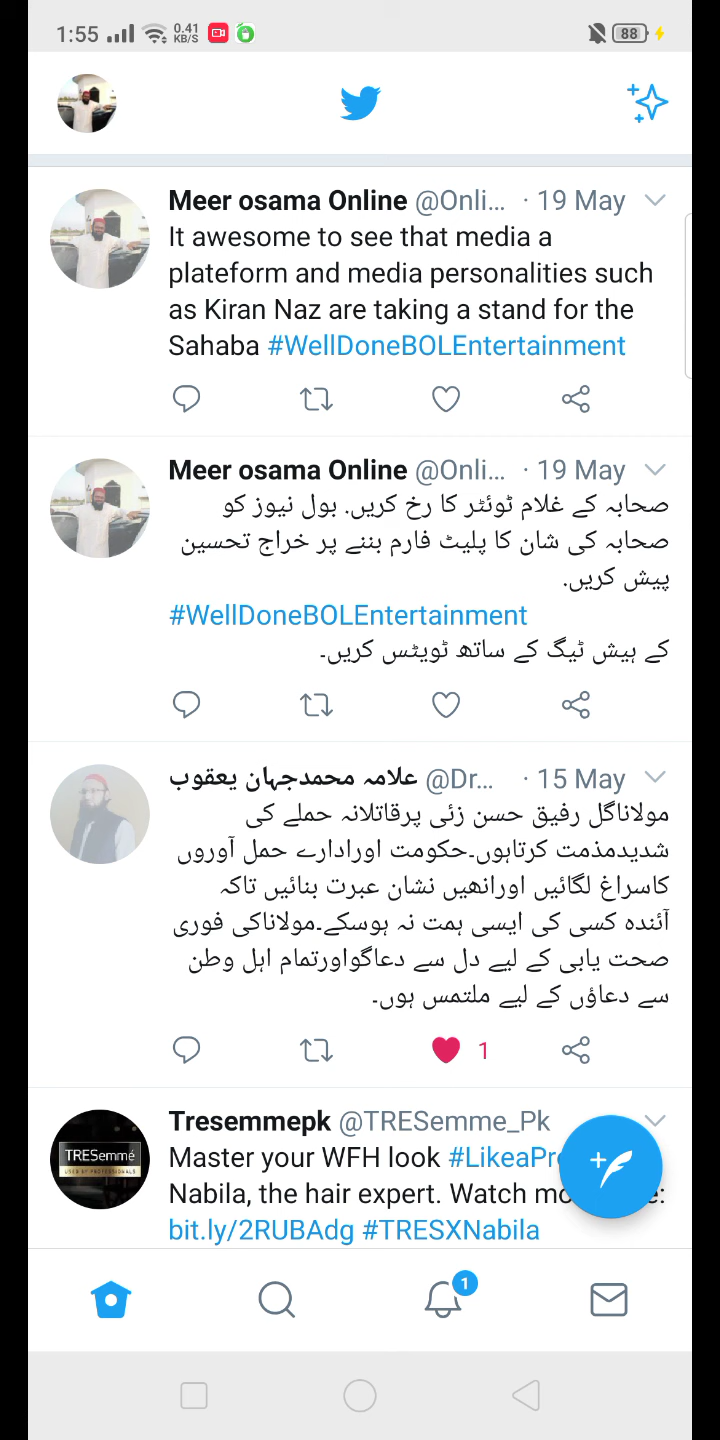 1:55
0.41
KB/S
88
Meer osama Online @Onli... · 19 May
It awesome to see that media a
plateform and media personalities such
as Kiran Naz are taking a stand for the
Sahaba #WellDoneBOLEntertainment
Meer osama Online @Onli... · 19 May
صحابہ کے غلام ٹوئٹر کا رخ کریں. بول نیوز کو
صحابہ کی شان کا پلیٹ فارم بننے پر خراج تحسین
پیش کریں.
#WellDoneBOLEntertainment
کے ہیش ٹیگ کے ساتھ ٹویٹس کریں۔
علامہ محمدجہان یعقوب @Dr... · 15 May
مولاناگل رفیق حسن زئی پرقاتلانہ حملے کی
شدیدمذمت کرتاہوں۔حکومت اورادارے حمل آوروں
کاسراغ لگائیں اورانھیں نشان عبرت بنائیں تاکہ
آئندہ کسی کی ایسی ہمت نہ ہوسکے۔مولاناکی فوری
صحت یابی کے لیے دل سے دعاگواورتمام اہل وطن
سے دعاؤں کے لیے ملتمس ہوں۔
1
TRESemmé
USED BY PROFESSIONALS
Tresemmepk @TRESemme_Pk
Master your WFH look #LikeaPr
Nabila, the hair expert. Watch mo e:
bit.ly/2RUBAdg #TRESXNabila
1